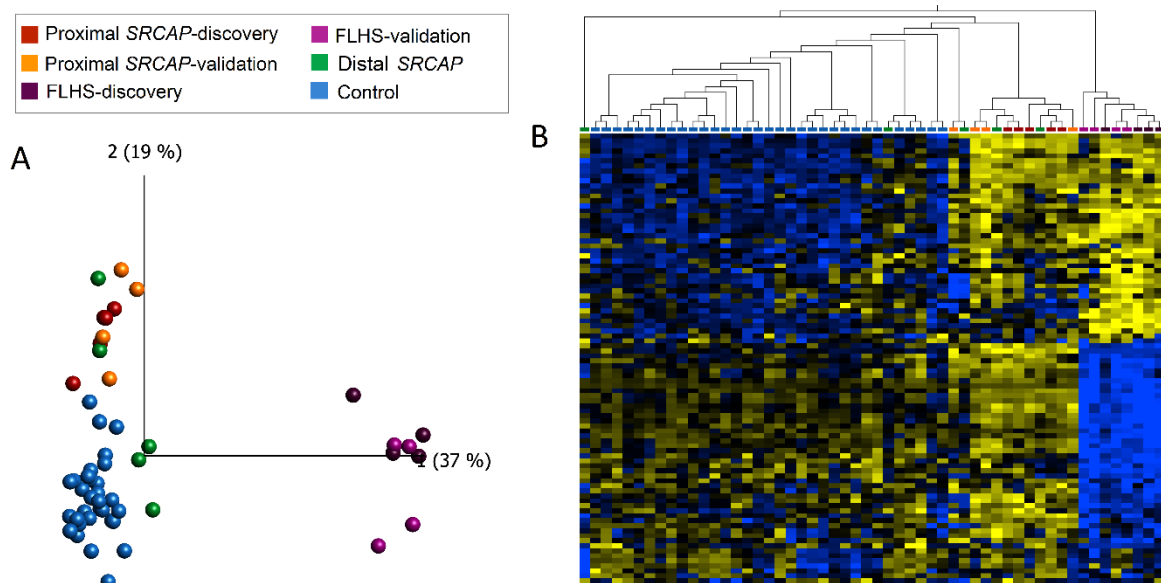 Proximal SRCAP-discovery
Proximal SRCAP-validation
FLHS-discovery
FLHS-validation
Distal SRCAP
Control
A
2 (19 %)
1 (37 %)
B